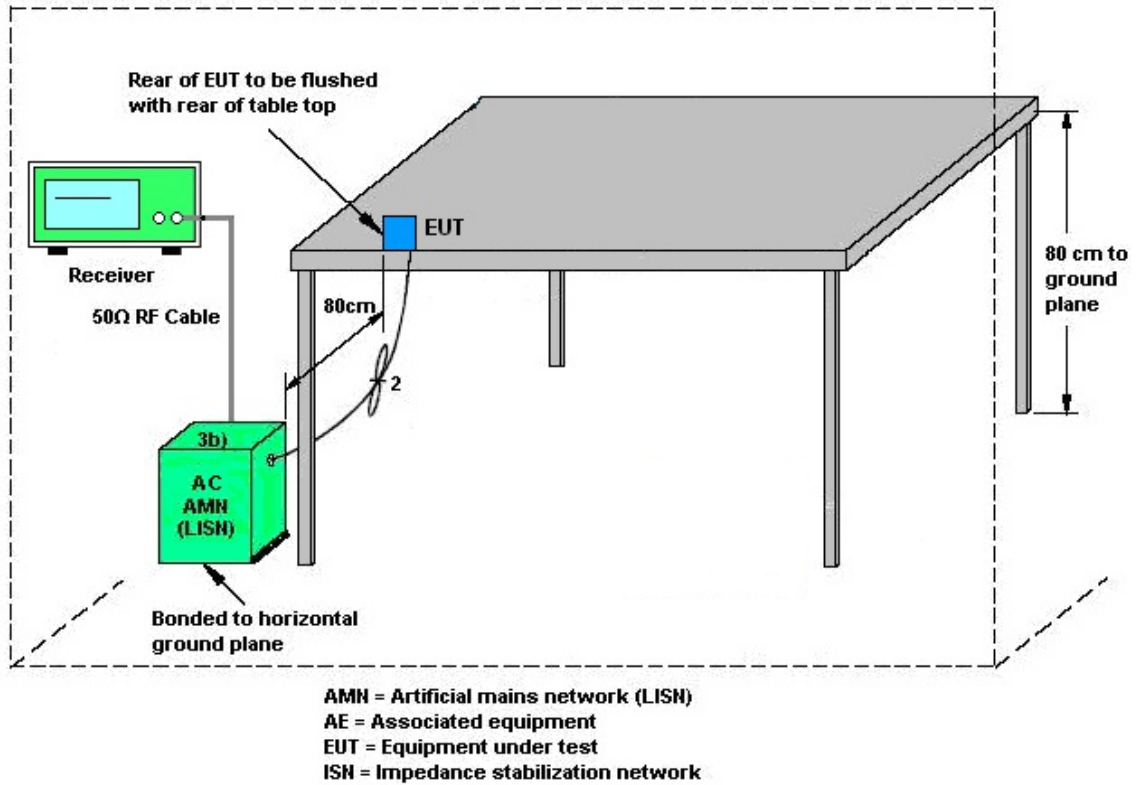 Rear of EUT to be flushed
with rear of table top
EUT
Receiver
50Ω RF Cable
80cm
80 cm to
ground
plane
2
3b)
AC
AMN
(LISN)
Bonded to horizontal
ground plane
AMN = Artificial mains network (LISN)
AE = Associated equipment
EUT = Equipment under test
ISN = Impedance stabilization network